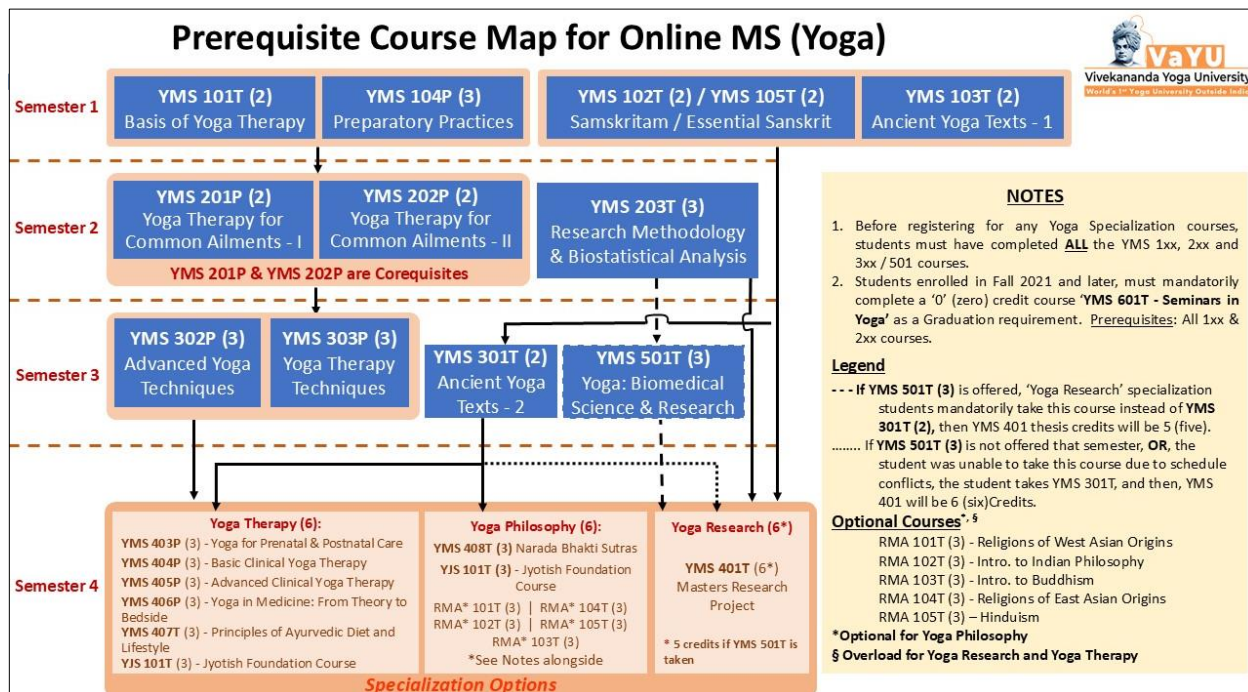 Prerequisite Course Map for Online MS (Yoga)
VaYU
Vivekananda Yoga University
World's 1st Yoga University Outside India
Semester 1
YMS 101T (2)
Basis of Yoga Therapy
YMS 104P (3)
Preparatory Practices
YMS 102T (2) / YMS 105T (2)
Samskritam / Essential Sanskrit
YMS 103T (2)
Ancient Yoga Texts - 1
Semester 2
YMS 201P (2)
Yoga Therapy for
Common Ailments - I
YMS 202P (2)
Yoga Therapy for
Common Ailments - II
YMS 201P & YMS 202P are Corequisites
YMS 203T (3)
Research Methodology
& Biostatistical Analysis
Semester 3
YMS 302P (3)
Advanced Yoga
Techniques
YMS 303P (3)
Yoga Therapy
Techniques
YMS 301T (2)
Ancient Yoga
Texts - 2
YMS 501T (3)
Yoga: Biomedical
Science & Research
Semester 4
Yoga Therapy (6):
YMS 403P (3) - Yoga for Prenatal & Postnatal Care
YMS 404P (3) - Basic Clinical Yoga Therapy
YMS 405P (3) - Advanced Clinical Yoga Therapy
YMS 406P (3) - Yoga in Medicine: From Theory to
Bedside
YMS 407T (3) - Principles of Ayurvedic Diet and
Lifestyle
YJS 101T (3) - Jyotish Foundation Course
Yoga Philosophy (6):
YMS 408T (3) Narada Bhakti Sutras
YJS 101T (3) - Jyotish Foundation
Course
RMA* 101T (3) | RMA* 104T (3)
RMA* 102T (3) | RMA* 105T (3)
RMA* 103T (3)
*See Notes alongside
Yoga Research (6*)
YMS 401T (6*)
Masters Research
Project
* 5 credits if YMS 501T is
taken
Specialization Options
NOTES
1. Before registering for any Yoga Specialization courses,
students must have completed ALL the YMS 1xx, 2xx and
3xx / 501 courses.
2. Students enrolled in Fall 2021 and later, must mandatorily
complete a '0' (zero) credit course 'YMS 601T - Seminars in
Yoga' as a Graduation requirement. Prerequisites: All 1xx &
2xx courses.
Legend
- - - If YMS 501T (3) is offered, 'Yoga Research' specialization
students mandatorily take this course instead of YMS
301T (2), then YMS 401 thesis credits will be 5 (five).
........ If YMS 501T (3) is not offered that semester, OR, the
student was unable to take this course due to schedule
conflicts, the student takes YMS 301T, and then, YMS
401 will be 6 (six)Credits.
Optional Courses*, §
RMA 101T (3) - Religions of West Asian Origins
RMA 102T (3) - Intro. to Indian Philosophy
RMA 103T (3) - Intro. to Buddhism
RMA 104T (3) - Religions of East Asian Origins
RMA 105T (3) – Hinduism
*Optional for Yoga Philosophy
§ Overload for Yoga Research and Yoga Therapy